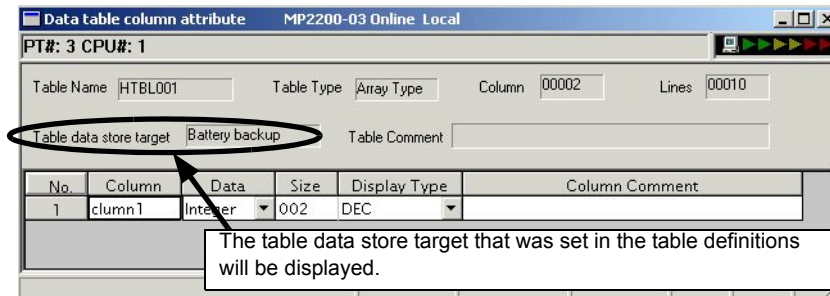 Data table column attribute MP2200-03 Online Local
PT#: 3 CPU#: 1
Table Name HTBL001 Table Type Array Type Column 00002 Lines 00010
Table data store target Battery backup Table Comment
No. Column Data Size Display Type Column Comment
1 clumn1 Integer 002 DEC
The table data store target that was set in the table definitions
will be displayed.